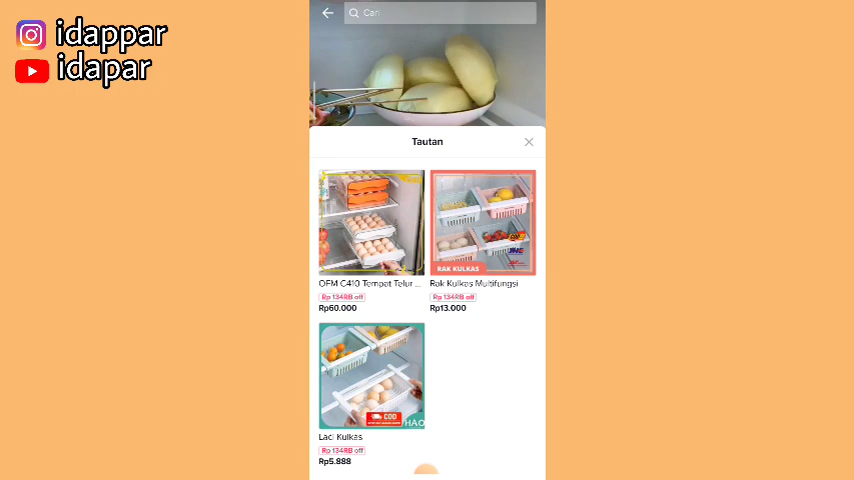 idappar
idapar
Cari
Tautan
RAK KULKAS
OFM C410 Tempat Telur ...
Rp 134RB off
Rp60.000
Rak Kulkas Multifungsi
Rp 134RB off
Rp13.000
COD
HAO
Laci Kulkas
Rp 134RB off
Rp5.888